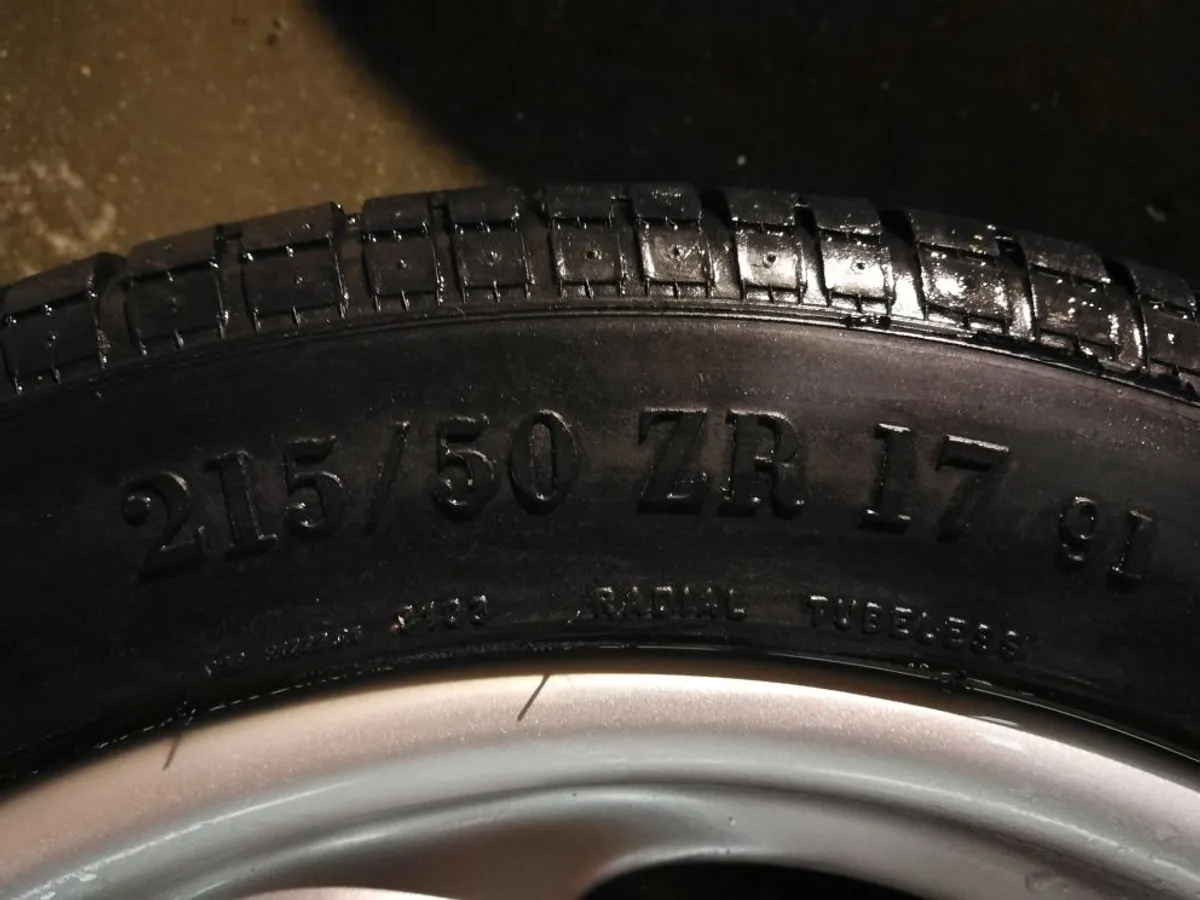 215/50 ZR 17 91
RADIAL TUBELESS